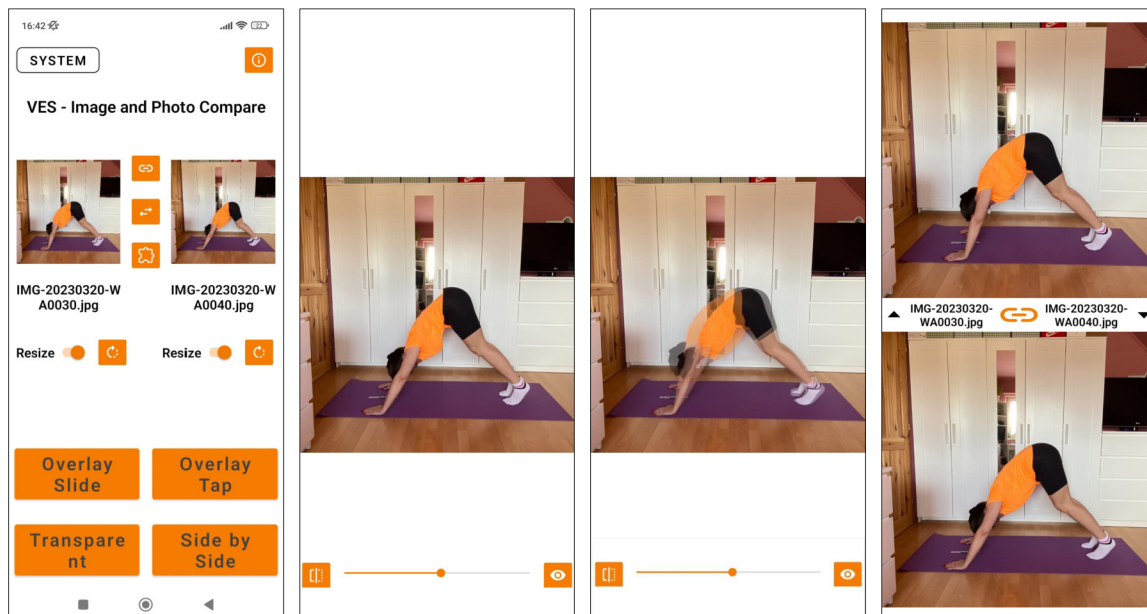 16:42
22
SYSTEM
VES - Image and Photo Compare
IMG-20230320-W
A0030.jpg
IMG-20230320-W
A0040.jpg
Resize
Resize
Overlay
Slide
Overlay
Tap
Transpare
nt
Side by
Side
IMG-20230320-
WA0030.jpg
IMG-20230320-
WA0040.jpg